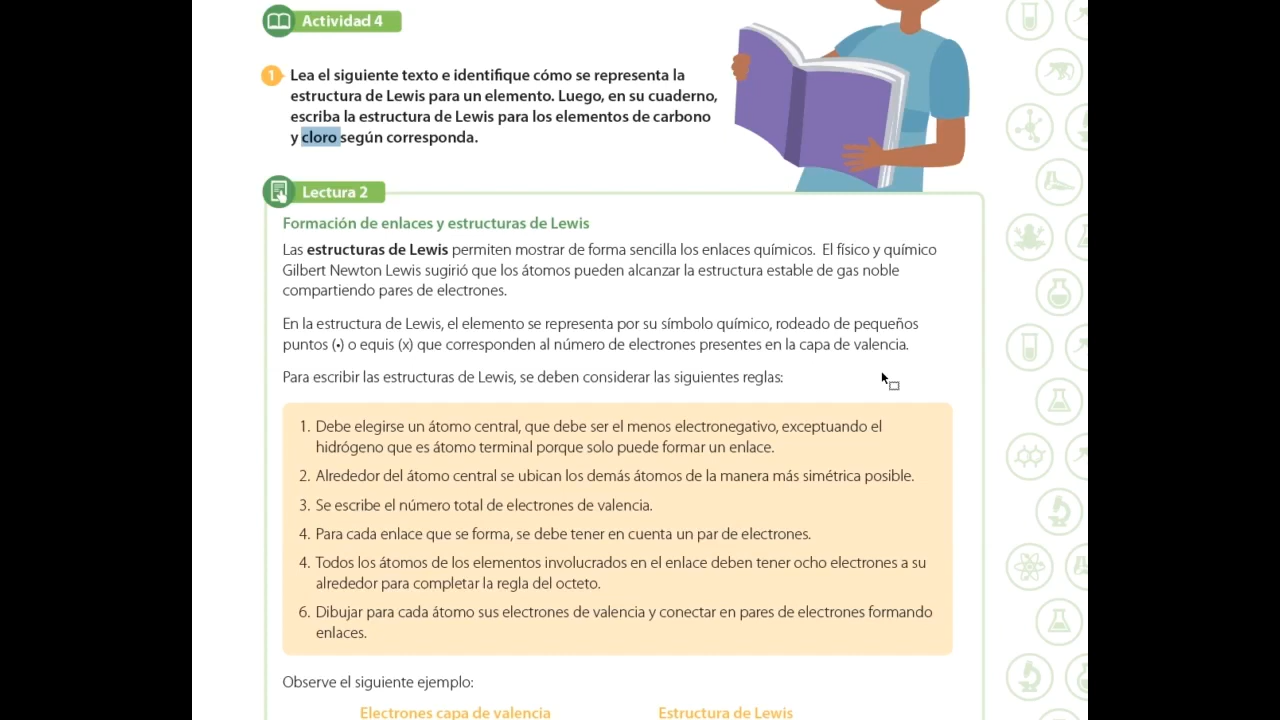 Actividad 4
1 Lea el siguiente texto e identifique cómo se representa la
estructura de Lewis para un elemento. Luego, en su cuaderno,
escriba la estructura de Lewis para los elementos de carbono
y cloro según corresponda.
Lectura 2
Formación de enlaces y estructuras de Lewis
Las estructuras de Lewis permiten mostrar de forma sencilla los enlaces químicos. El físico y químico
Gilbert Newton Lewis sugirió que los átomos pueden alcanzar la estructura estable de gas noble
compartiendo pares de electrones.
En la estructura de Lewis, el elemento se representa por su símbolo químico, rodeado de pequeños
puntos (•) o equis (x) que corresponden al número de electrones presentes en la capa de valencia.
Para escribir las estructuras de Lewis, se deben considerar las siguientes reglas:
1. Debe elegirse un átomo central, que debe ser el menos electronegativo, exceptuando el
hidrógeno que es átomo terminal porque solo puede formar un enlace.
2. Alrededor del átomo central se ubican los demás átomos de la manera más simétrica posible.
3. Se escribe el número total de electrones de valencia.
4. Para cada enlace que se forma, se debe tener en cuenta un par de electrones.
4. Todos los átomos de los elementos involucrados en el enlace deben tener ocho electrones a su
alrededor para completar la regla del octeto.
6. Dibujar para cada átomo sus electrones de valencia y conectar en pares de electrones formando
enlaces.
Observe el siguiente ejemplo:
Electrones capa de valencia Estructura de Lewis